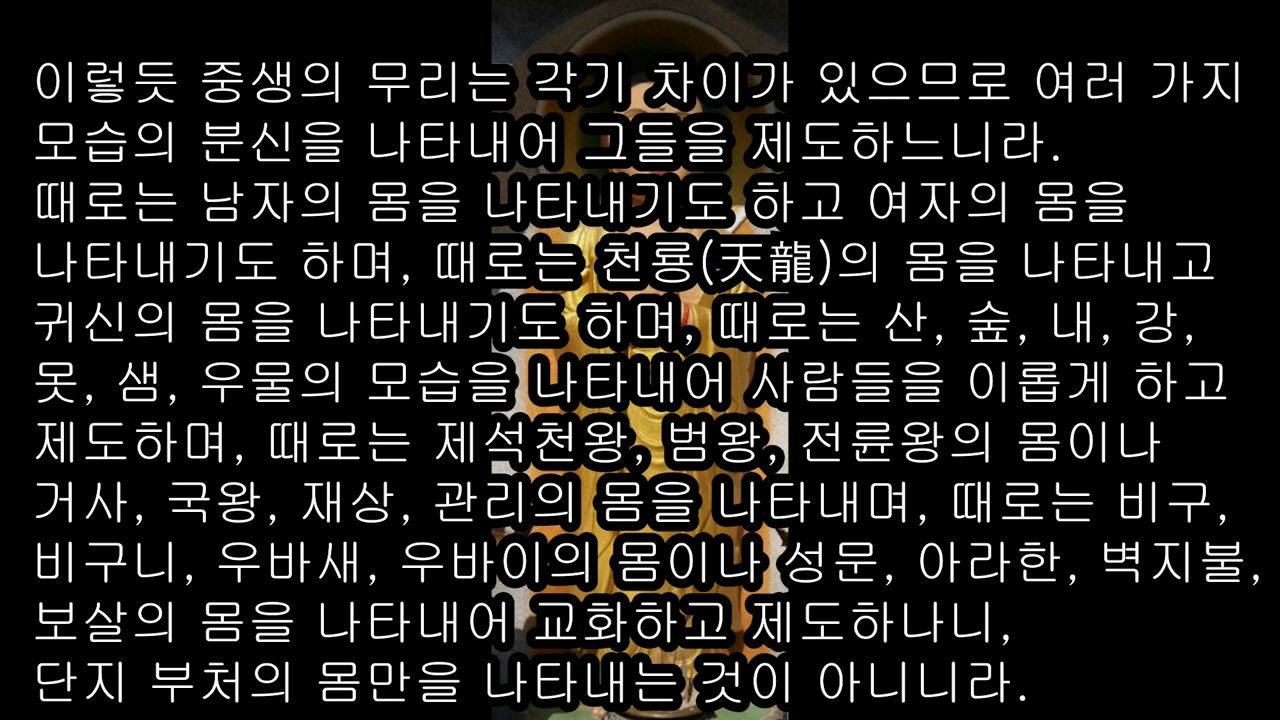 이렇듯 중생의 무리는 각기 차이가 있으므로 여러 가지
모습의 분신을 나타내어 그들을 제도하느니라.
때로는 남자의 몸을 나타내기도 하고 여자의 몸을
나타내기도 하며, 때로는 천룡(天龍)의 몸을 나타내고
귀신의 몸을 나타내기도 하며, 때로는 산, 숲, 내, 강,
못, 샘, 우물의 모습을 나타내어 사람들을 이롭게 하고
제도하며, 때로는 제석천왕, 범왕, 전륜왕의 몸이나
거사, 국왕, 재상, 관리의 몸을 나타내며, 때로는 비구,
비구니, 우바새, 우바이의 몸이나 성문, 아라한, 벽지불,
보살의 몸을 나타내어 교화하고 제도하나니,
단지 부처의 몸만을 나타내는 것이 아니니라.